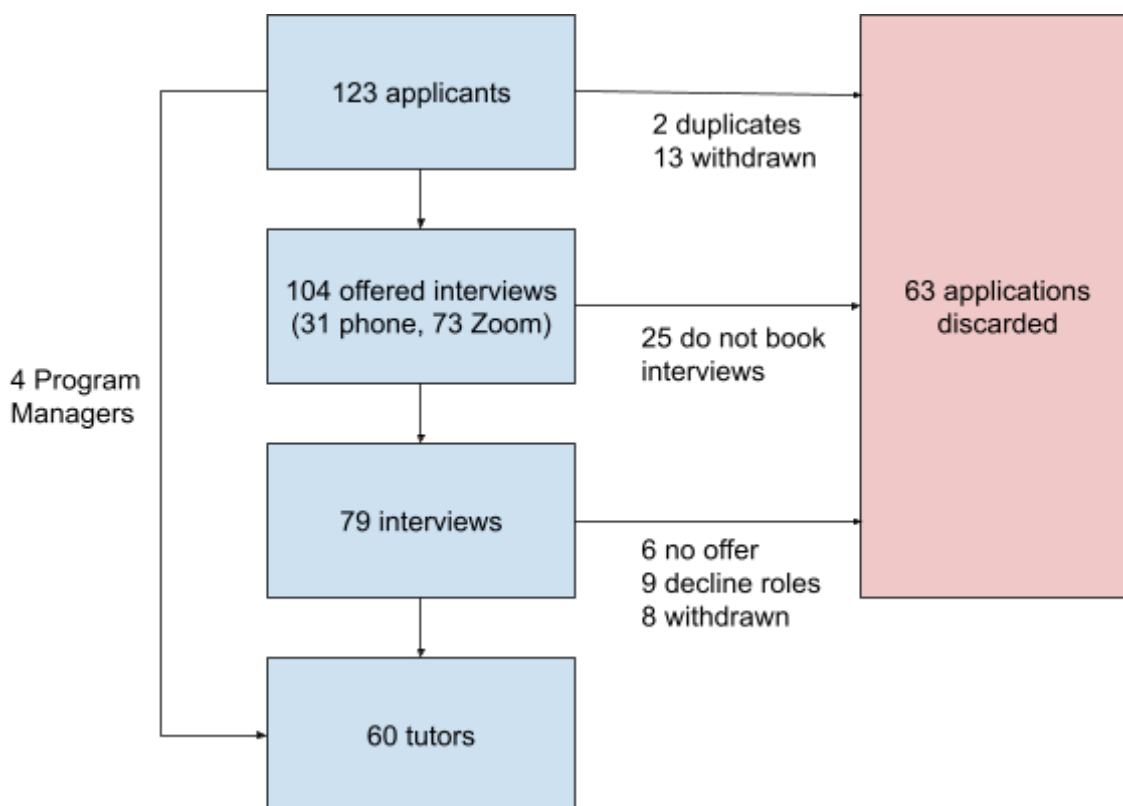 123 applicants
2 duplicates
13 withdrawn
104 offered interviews
(31 phone, 73 Zoom)
63 applications
discarded
25 do not book
interviews
4 Program
Managers
79 interviews
6 no offer
9 decline roles
8 withdrawn
60 tutors